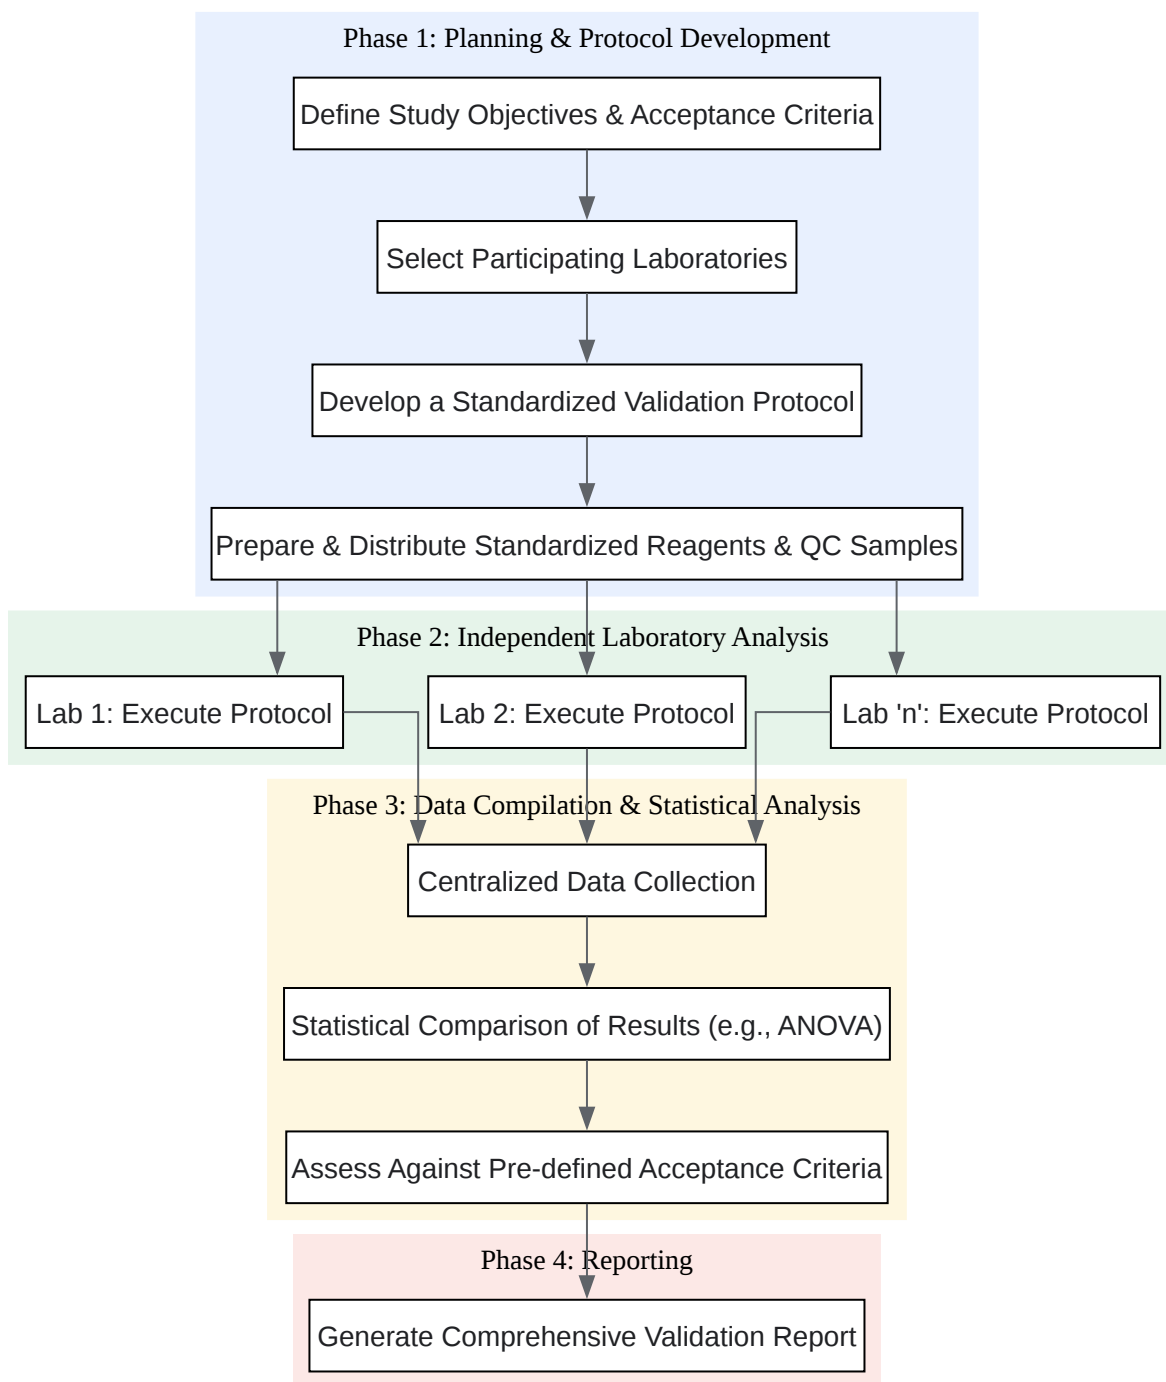 Phase 1: Planning & Protocol Development
Define Study Objectives & Acceptance Criteria
Select Participating Laboratories
Develop a Standardized Validation Protocol
Prepare & Distribute Standardized Reagents & QC Samples
Phase 2: Independent Laboratory Analysis
Lab 1: Execute Protocol
Lab 2: Execute Protocol
Lab 'n': Execute Protocol
Phase 3: Data Compilation & Statistical Analysis
Centralized Data Collection
Statistical Comparison of Results (e.g., ANOVA)
Assess Against Pre-defined Acceptance Criteria
Phase 4: Reporting
Generate Comprehensive Validation Report